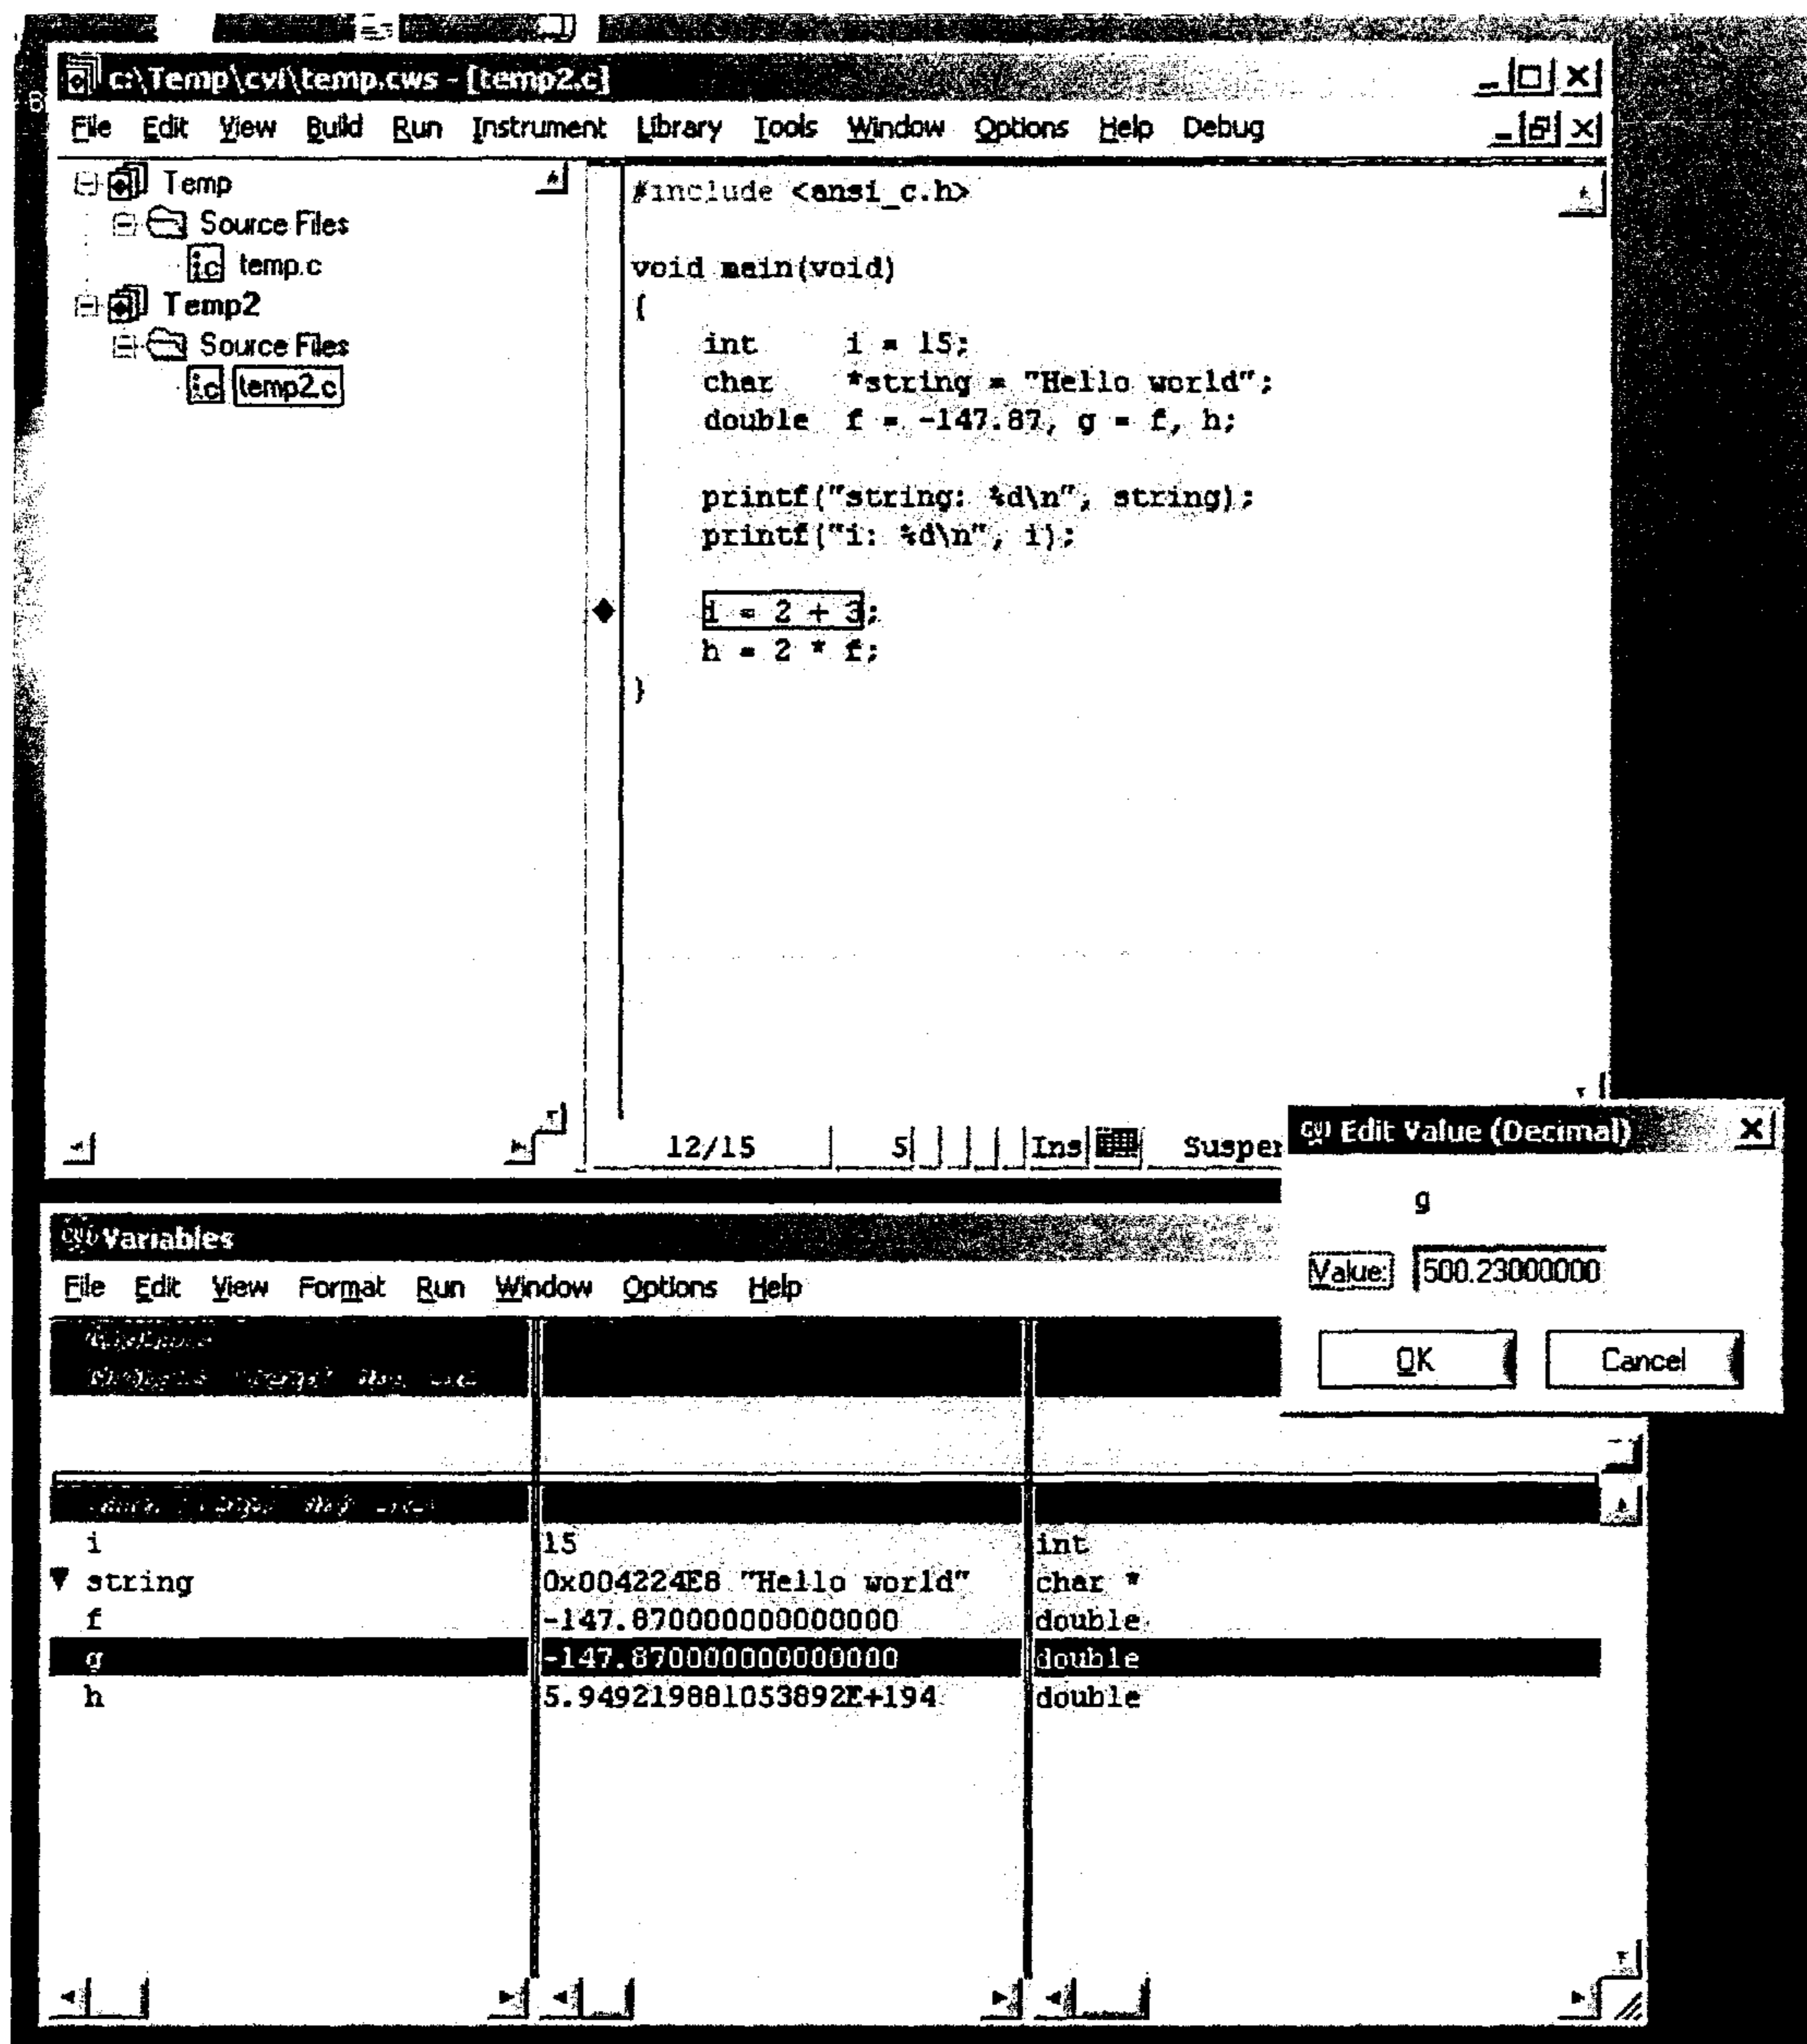 c:\Temp\cvi\temp.cws - [temp2.c]
File Edit View Build Run Instrument Library Tools Window Options Help Debug
Temp
Source Files
temp.c
Temp2
Source Files
temp2.c
#include <ansi_c.h>
void main(void)
{
int i = 15;
char *string = "Hello world";
double f = -147.87, g = f, h;
printf("string: %d\n", string);
printf("i: %d\n", i);
i = 2 + 3;
h = 2 * f;
}
12/15 5 Ins Suspen
cvi Edit Value (Decimal)
g
Value: 500.23000000
OK Cancel
cvi Variables
File Edit View Format Run Window Options Help
i 15 int
string 0x004224E8 "Hello world" char *
f -147.870000000000000 double
g -147.870000000000000 double
h 5.949219881053892E+194 double